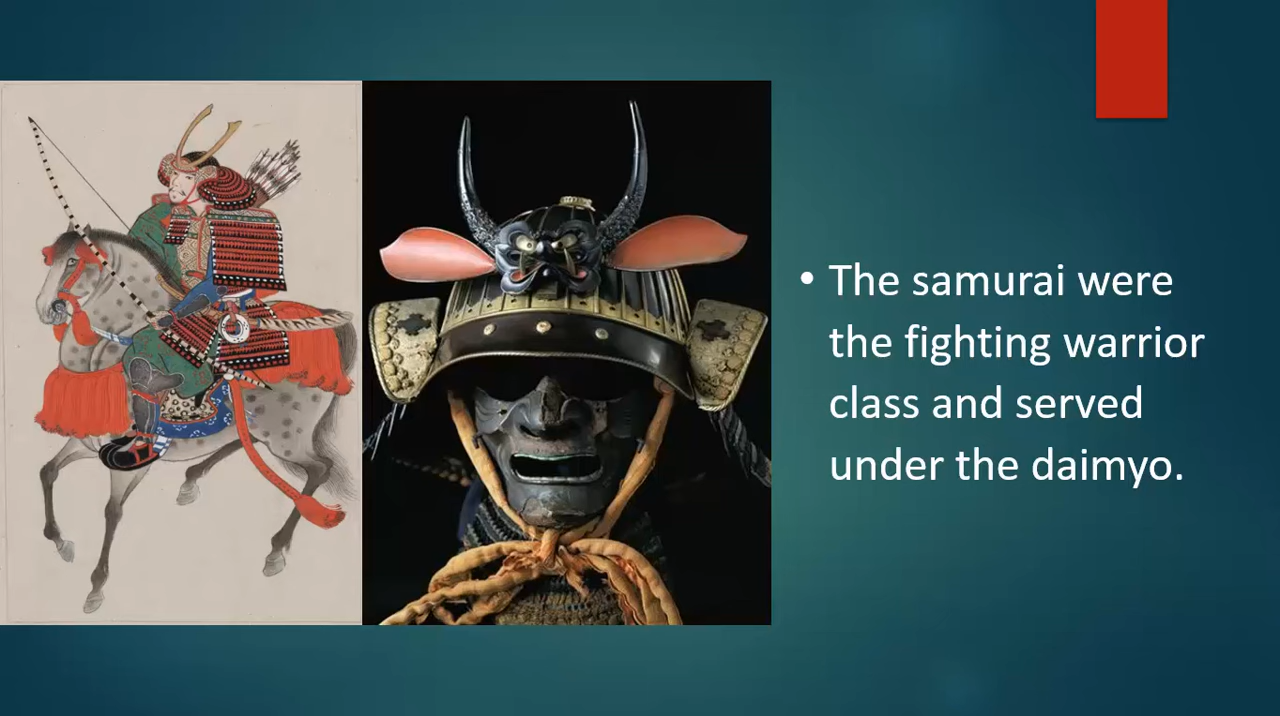 • The samurai were
the fighting warrior
class and served
under the daimyo.